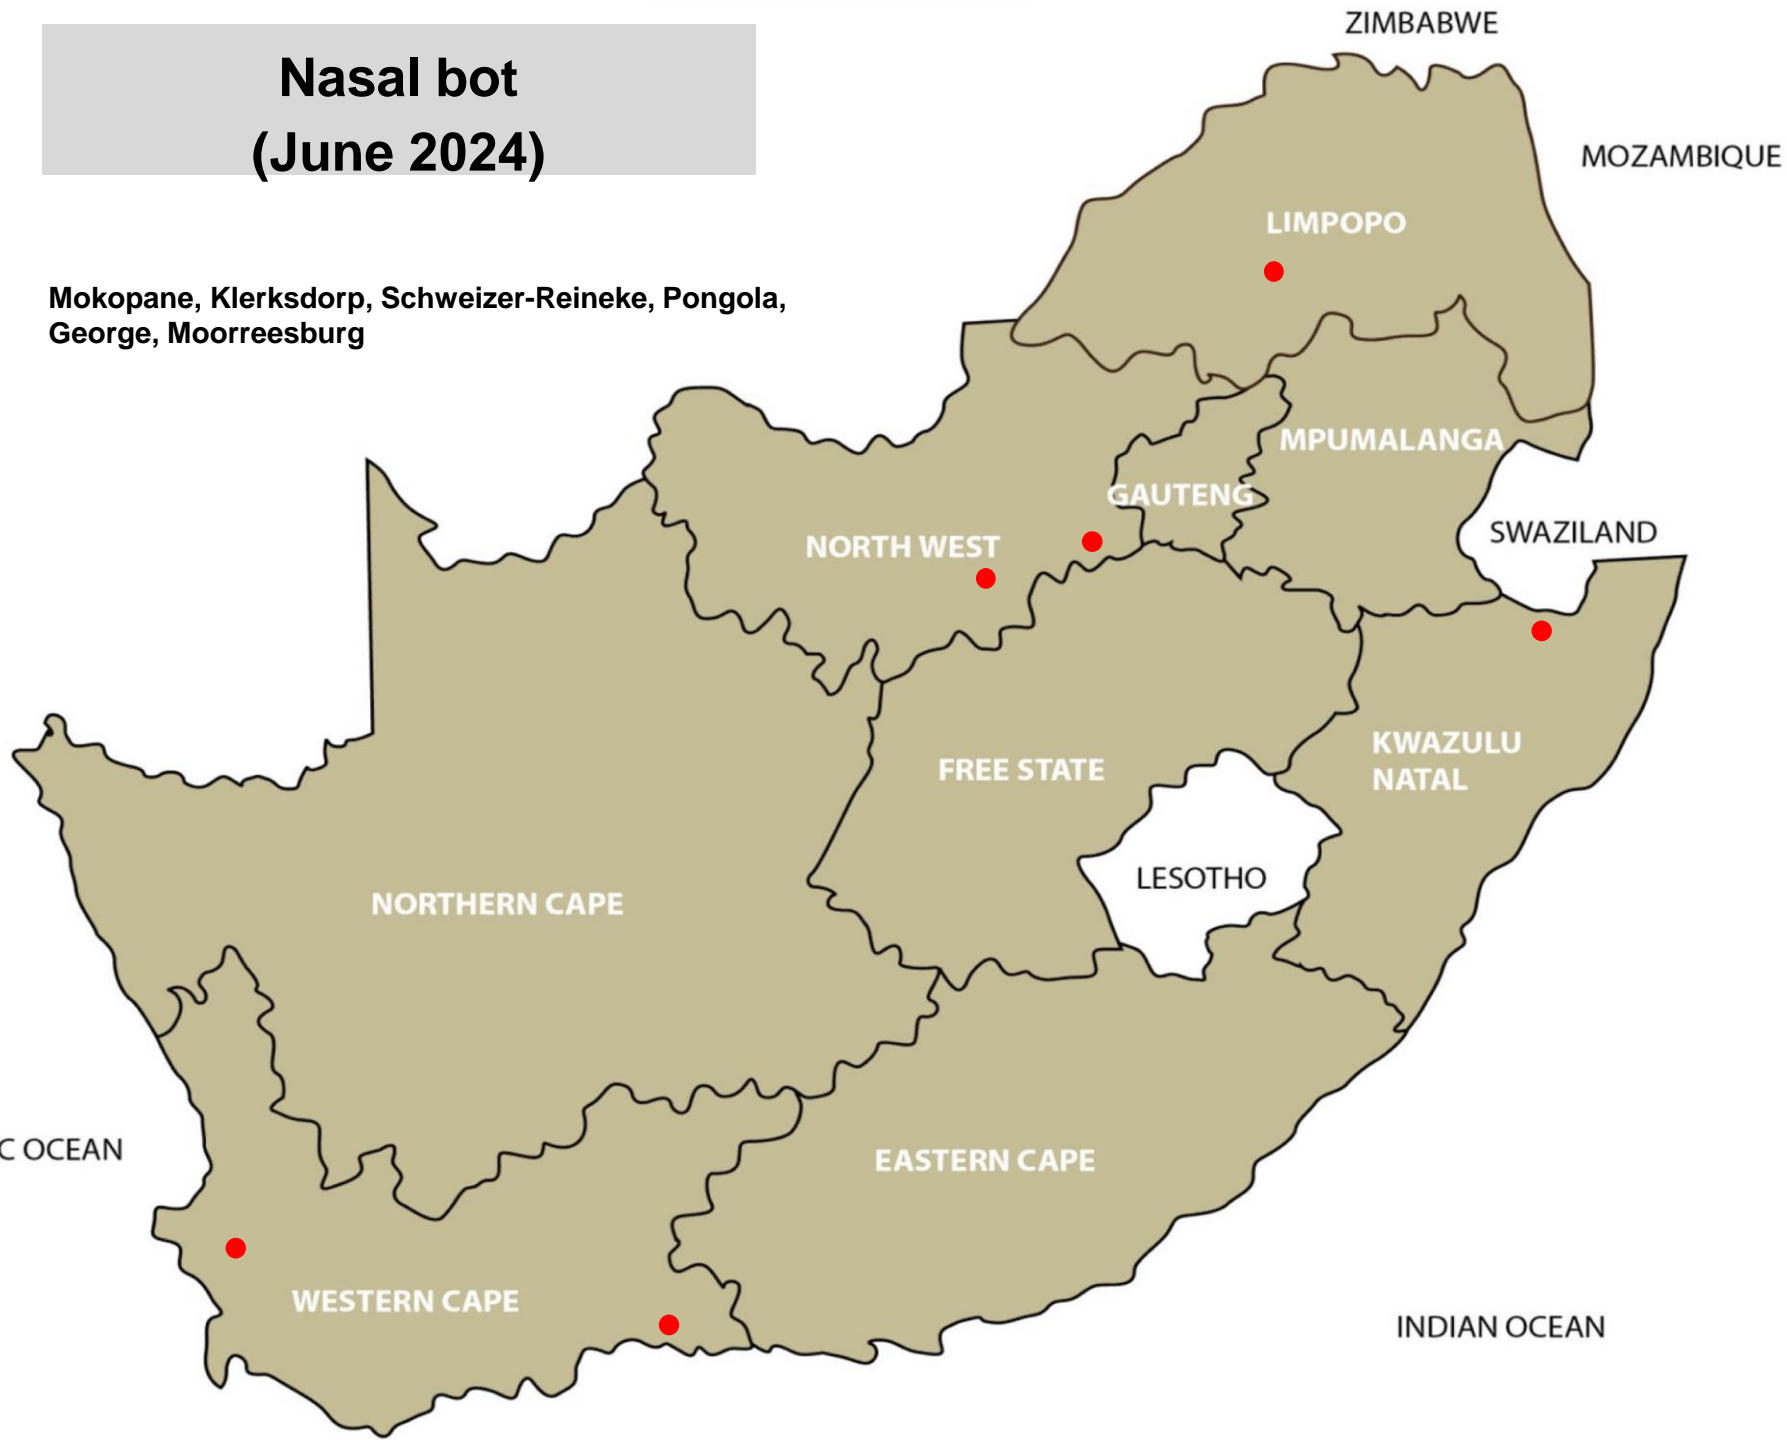 Nasal bot
(June 2024)
Mokopane, Klerksdorp, Schweizer-Reineke, Pongola,
George, Moorreesburg
ZIMBABWE
MOZAMBIQUE
LIMPOPO
MPUMALANGA
GAUTENG
NORTH WEST
SWAZILAND
KWAZULU
NATAL
FREE STATE
LESOTHO
NORTHERN CAPE
C OCEAN
EASTERN CAPE
WESTERN CAPE
INDIAN OCEAN